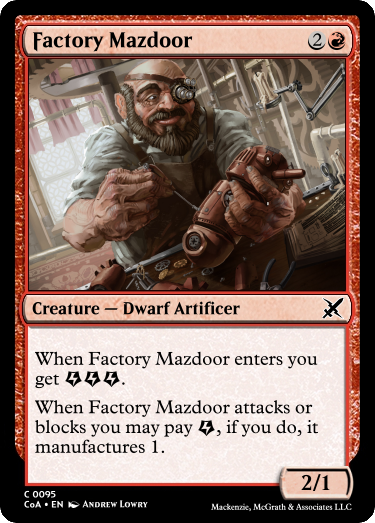 Factory Mazdoor
2
Creature — Dwarf Artificer
When Factory Mazdoor enters you
get .
When Factory Mazdoor attacks or
blocks you may pay , if you do, it
manufactures 1.
2/1
C 0095
CoA • EN Andrew Lowry
Mackenzie, McGrath & Associates LLC